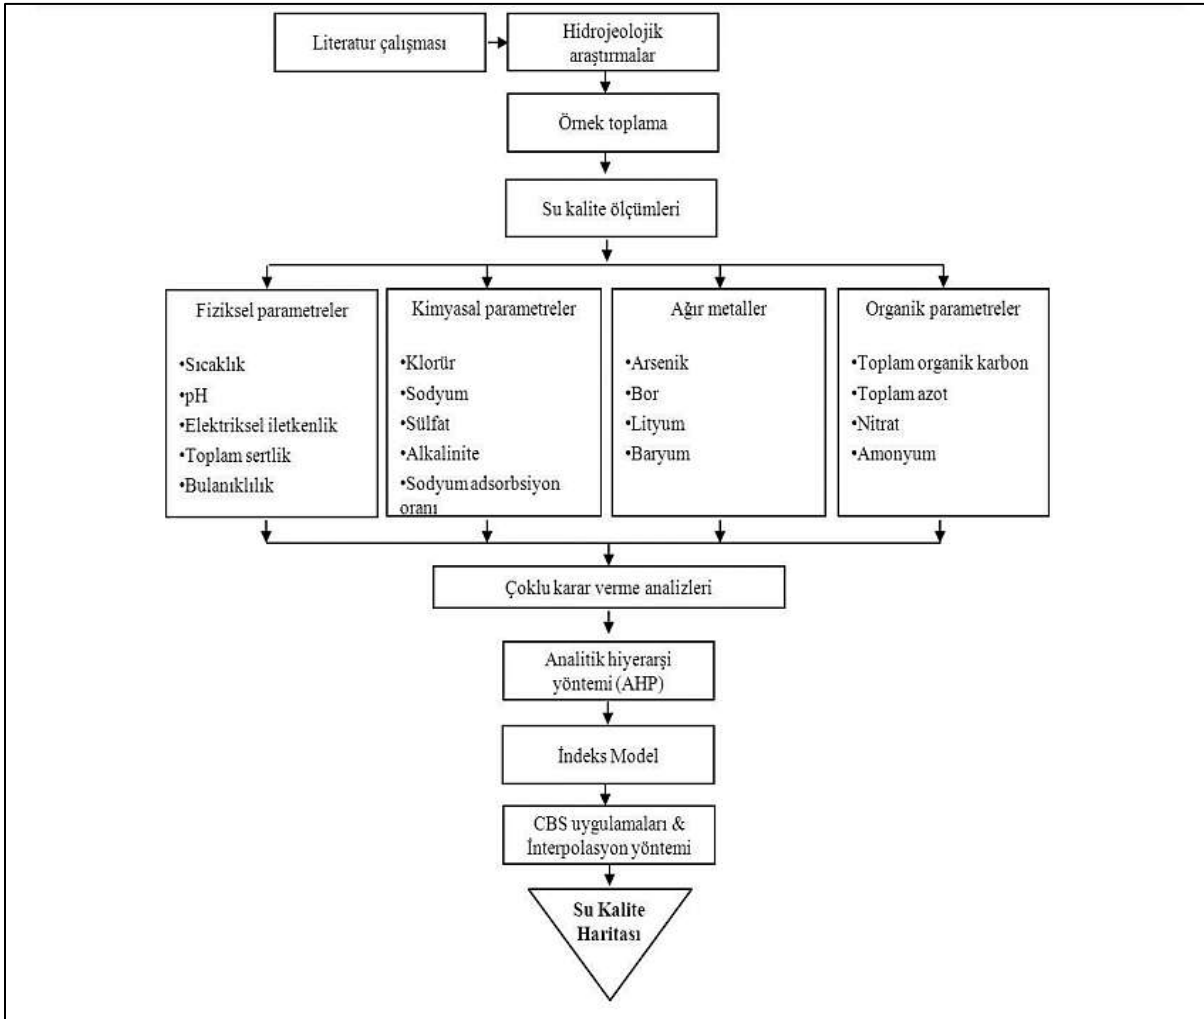 Literatur çalışması
Hidrojeolojik
araştırmalar
Örnek toplama
Su kalite ölçümleri
Fiziksel parametreler
•Sıcaklık
•pH
•Elektriksel iletkenlik
•Toplam sertlik
•Bulanıklılık
Kimyasal parametreler
•Klorür
•Sodyum
•Sülfat
•Alkalinite
•Sodyum adsorbsiyon
oranı
Ağır metaller
•Arsenik
•Bor
•Lityum
•Baryum
Organik parametreler
•Toplam organik karbon
•Toplam azot
•Nitrat
•Amonyum
Çoklu karar verme analizleri
Analitik hiyerarşi
yöntemi (AHP)
İndeks Model
CBS uygulamaları &
İnterpolasyon yöntemi
Su Kalite
Haritası